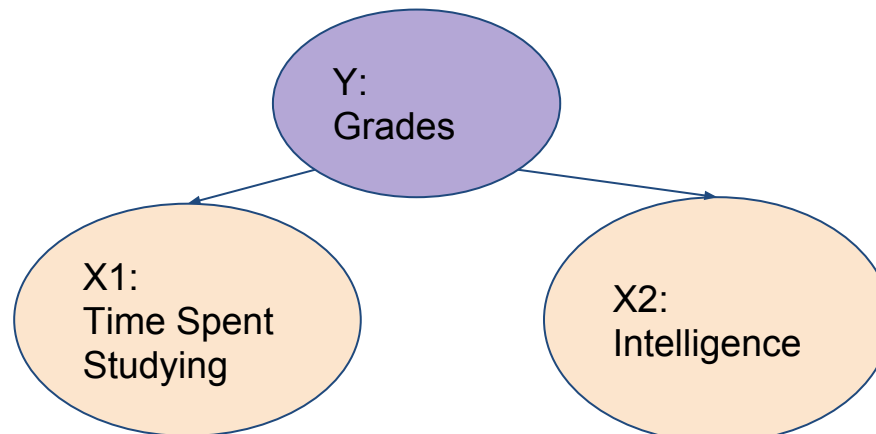 Y:
Grades
X1:
Time Spent
Studying
X2:
Intelligence